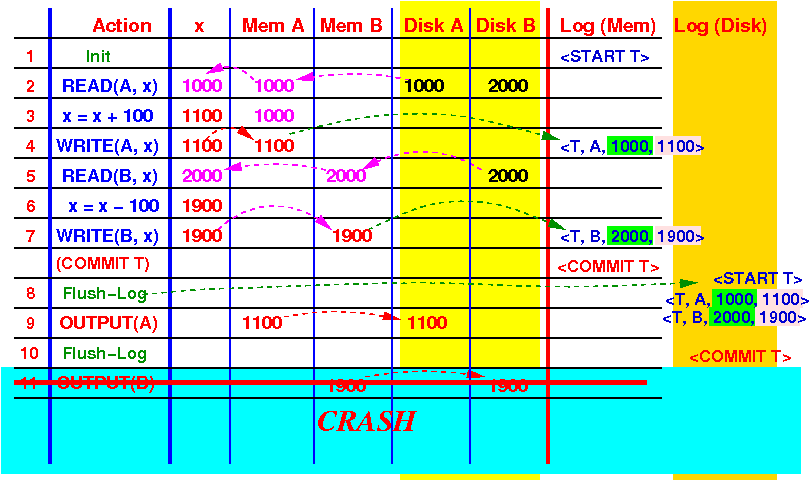 Action x Mem A Mem B Disk A Disk B Log (Mem) Log (Disk)
1 Init <START T>
2 READ(A, x) 1000 1000 1000 2000
3 x = x + 100 1100 1000
4 WRITE(A, x) 1100 1100 <T, A, 1000, 1100>
5 READ(B, x) 2000 2000 2000
6 x = x − 100 1900
7 WRITE(B, x) 1900 1900 <T, B, 2000, 1900>
(COMMIT T) <COMMIT T>
<START T>
8 Flush−Log <T, A, 1000, 1100>
<T, B, 2000, 1900>
9 OUTPUT(A) 1100 1100
10 Flush−Log <COMMIT T>
11 OUTPUT(B) 1900 1900
CRASH